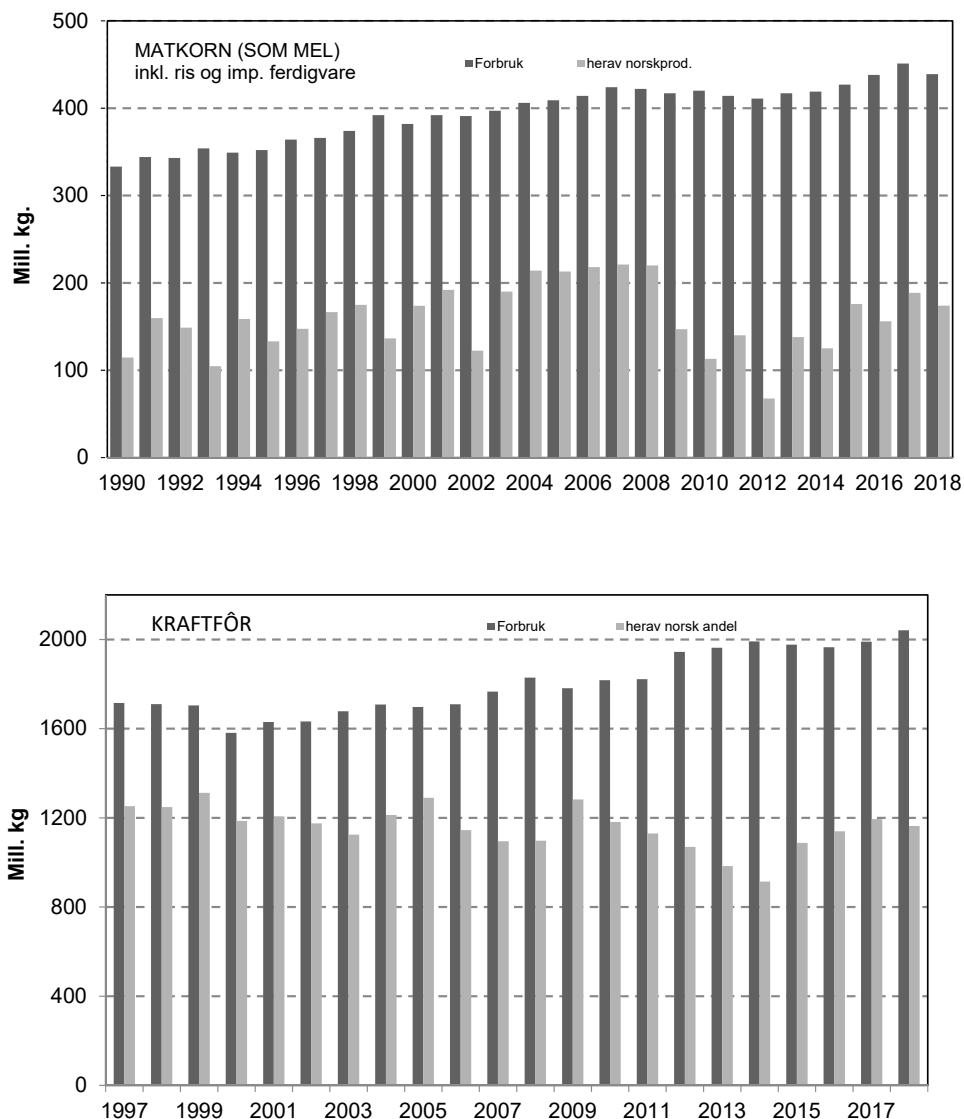 500
MATKORN (SOM MEL)
inkl. ris og imp. ferdigvare
Forbruk
herav norskprod.
400
300
Mill. kg.
200
100
0
1990 1992 1994 1996 1998 2000 2002 2004 2006 2008 2010 2012 2014 2016 2018
KRAFTFÔR
Forbruk
herav norsk andel
2000
1600
1200
Mill. kg
800
400
0
1997 1999 2001 2003 2005 2007 2009 2011 2013 2015 2017